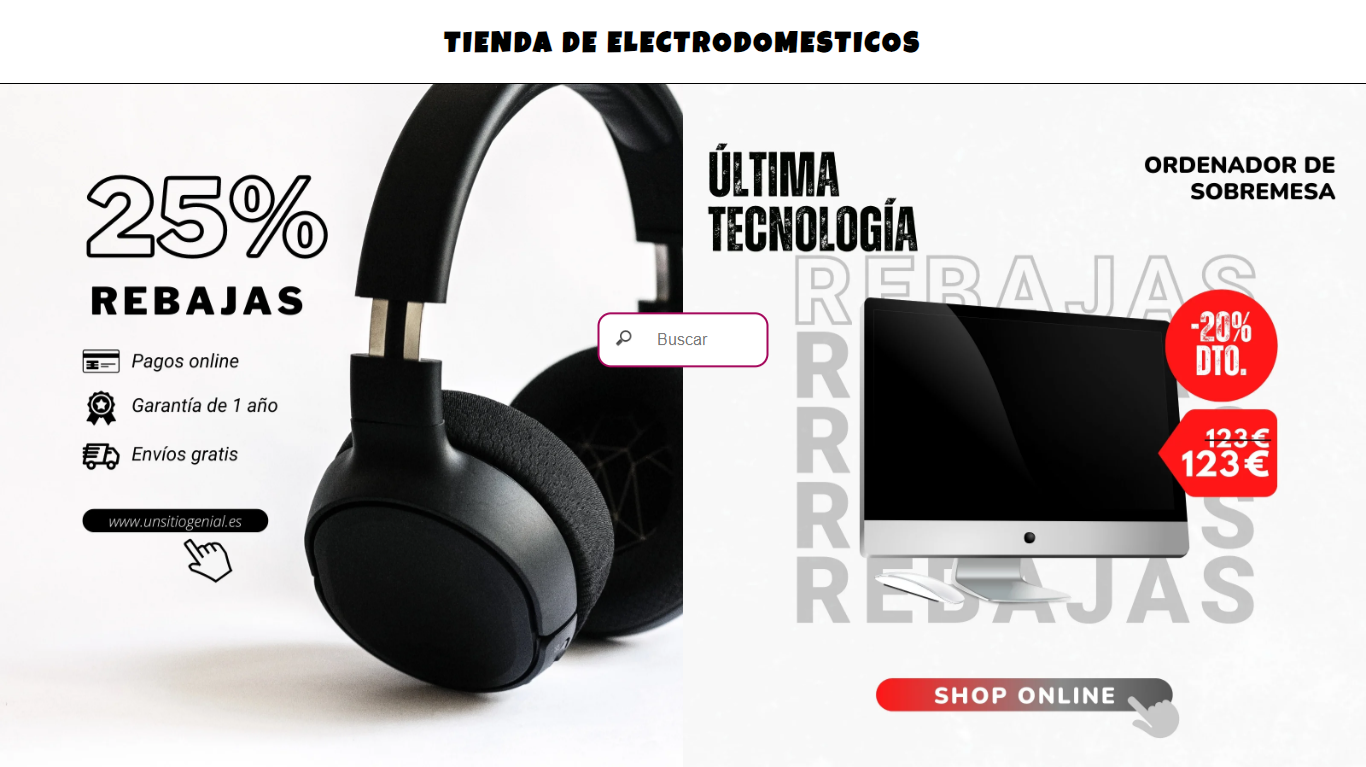 TIENDA DE ELECTRODOMESTICOS
25%
REBAJAS
Pagos online
Garantía de 1 año
Envíos gratis
www.unsitiogenial.es
Buscar
ÚLTIMA
TECNOLOGÍA
ORDENADOR DE
SOBREMESA
REBAJAS
-20%
DTO.
123€
123€
REBAJAS
SHOP ONLINE